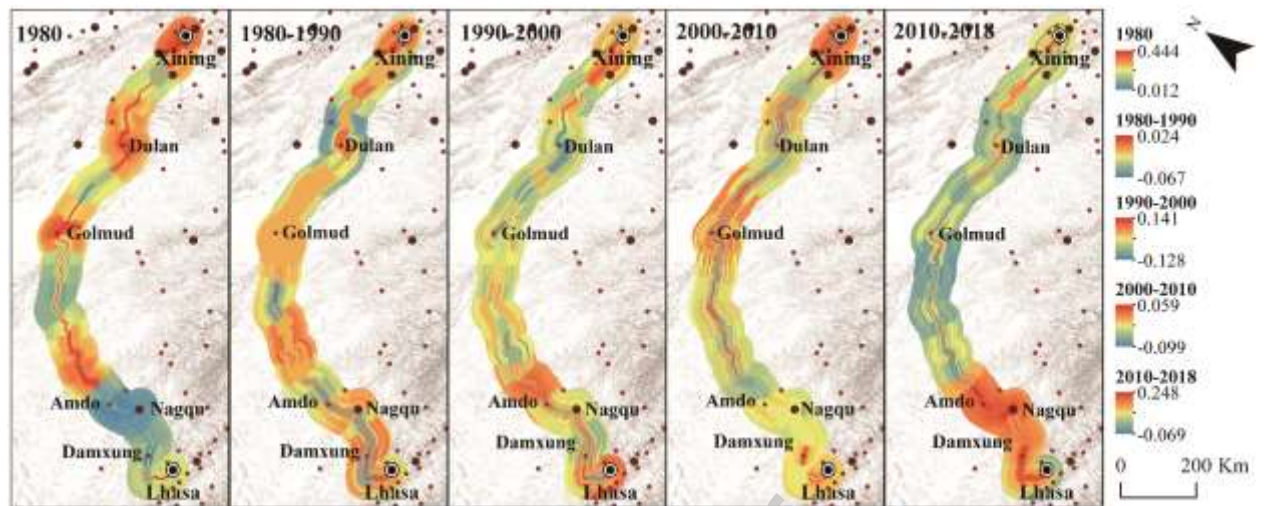 1980
Xining
Dulan
Golmud
Amdo
Nagqu
Damxung
Lhasa
1980-1990
Xining
Dulan
Golmud
Amdo
Nagqu
Damxung
Lhasa
1990-2000
Xining
Dulan
Golmud
Amdo
Nagqu
Damxung
Lhasa
2000-2010
Xining
Dulan
Golmud
Amdo
Nagqu
Damxung
Lhasa
2010-2018
Xining
Dulan
Golmud
Amdo
Nagqu
Damxung
Lhasa
N
1980
0.444
0.012
1980-1990
0.024
-0.067
1990-2000
0.141
-0.128
2000-2010
0.059
-0.099
2010-2018
0.248
-0.069
0 200 Km